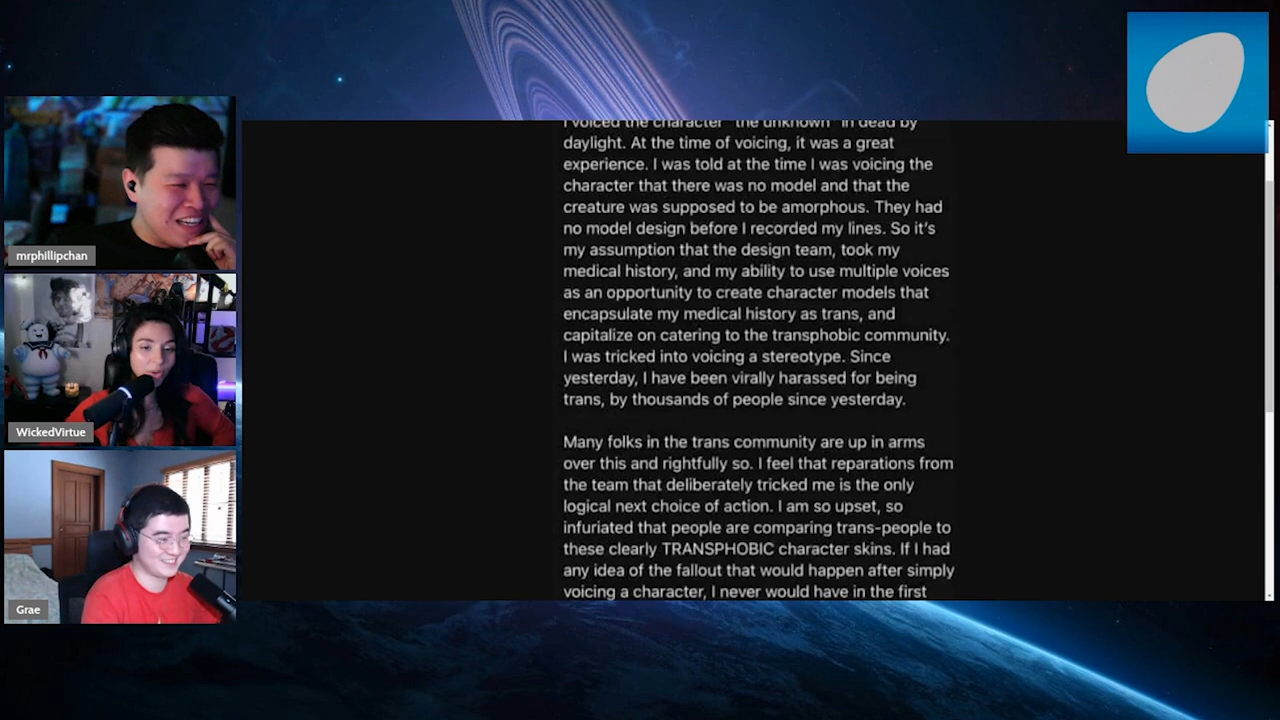 I voiced the character "the unknown" in dead by
daylight. At the time of voicing, it was a great
experience. I was told at the time I was voicing the
character that there was no model and that the
creature was supposed to be amorphous. They had
no model design before I recorded my lines. So it's
my assumption that the design team, took my
medical history, and my ability to use multiple voices
as an opportunity to create character models that
encapsulate my medical history as trans, and
capitalize on catering to the transphobic community.
I was tricked into voicing a stereotype. Since
yesterday, I have been virally harassed for being
trans, by thousands of people since yesterday.
Many folks in the trans community are up in arms
over this and rightfully so. I feel that reparations from
the team that deliberately tricked me is the only
logical next choice of action. I am so upset, so
infuriated that people are comparing trans-people to
these clearly TRANSPHOBIC character skins. If I had
any idea of the fallout that would happen after simply
voicing a character, I never would have in the first
mrphillipchan
WickedVirtue
Grae